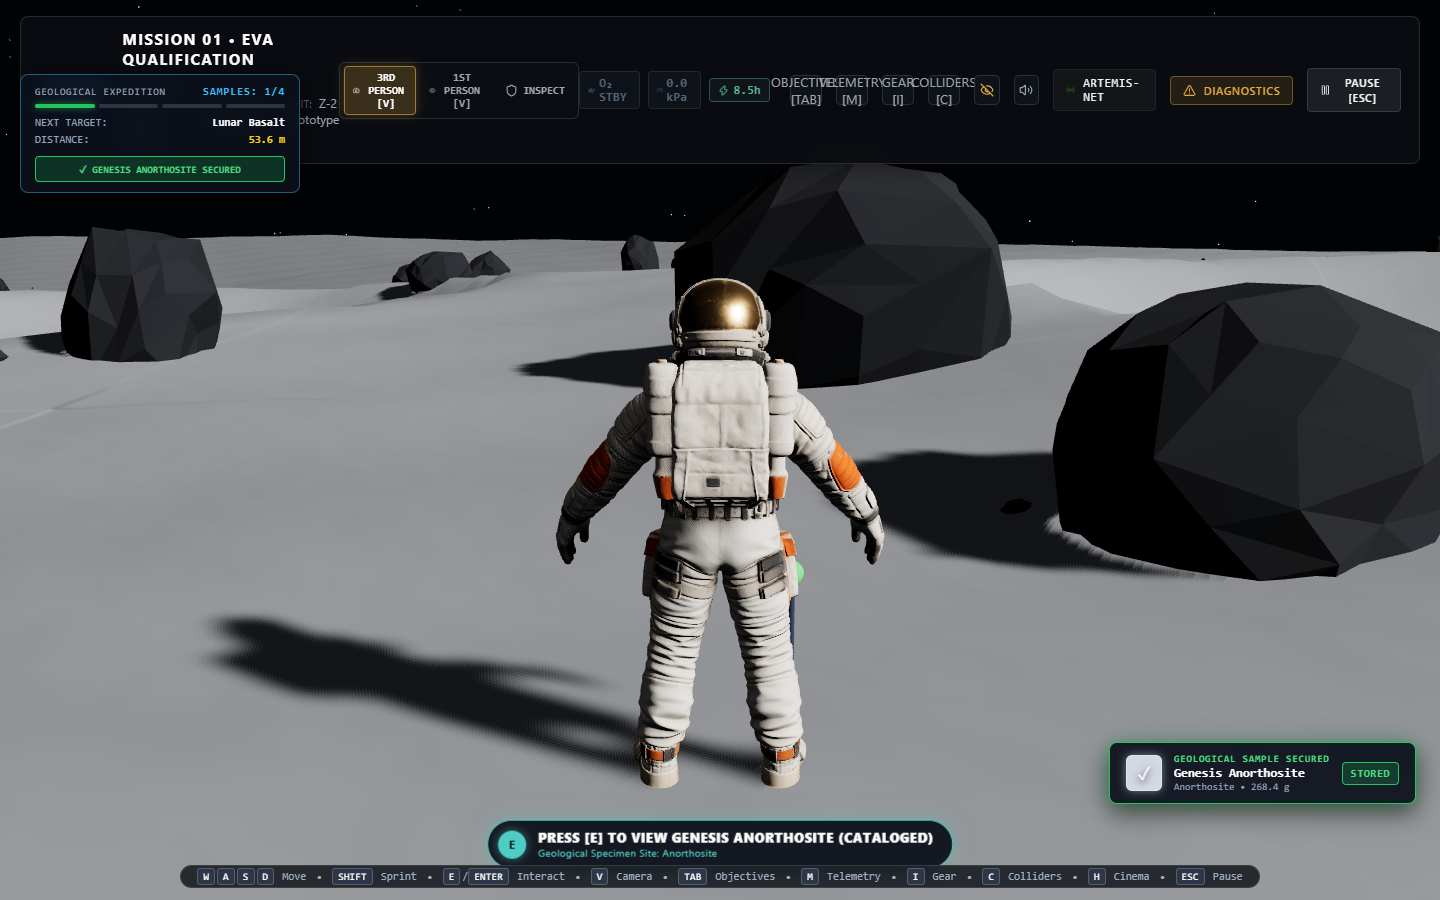 MISSION 01 • EVA
QUALIFICATION
GEOLOGICAL EXPEDITION SAMPLES: 1/4
NEXT TARGET: Lunar Basalt
DISTANCE: 53.6 m
✓ GENESIS ANORTHOSITE SECURED
Z-2
3RD
PERSON
[V]
1ST
PERSON
[V]
INSPECT
O₂
STBY
0.0
kPa
8.5h
OBJECTIVES
[TAB]
TELEMETRY
[M]
GEAR
[I]
COLLIDERS
[C]
ARTEMIS-
NET
DIAGNOSTICS
PAUSE
[ESC]
GEOLOGICAL SAMPLE SECURED
Genesis Anorthosite
Anorthosite • 268.4 g
STORED
E PRESS [E] TO VIEW GENESIS ANORTHOSITE (CATALOGED)
Geological Specimen Site: Anorthosite
W A S D Move • SHIFT Sprint • E / ENTER Interact • V Camera • TAB Objectives • M Telemetry • I Gear • C Colliders • H Cinema • ESC Pause